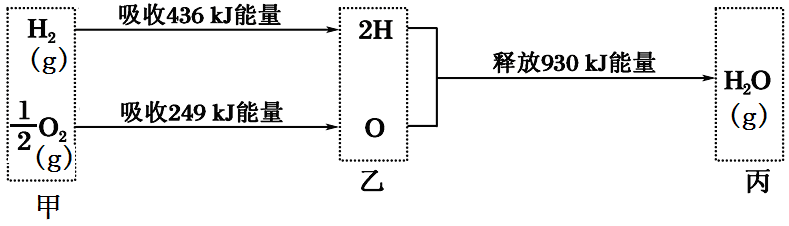 吸收436 kJ能量
H₂
(g)
2H
释放930 kJ能量
H₂O
(g)
吸收249 kJ能量
1/2 O₂
(g)
O
甲
乙
丙